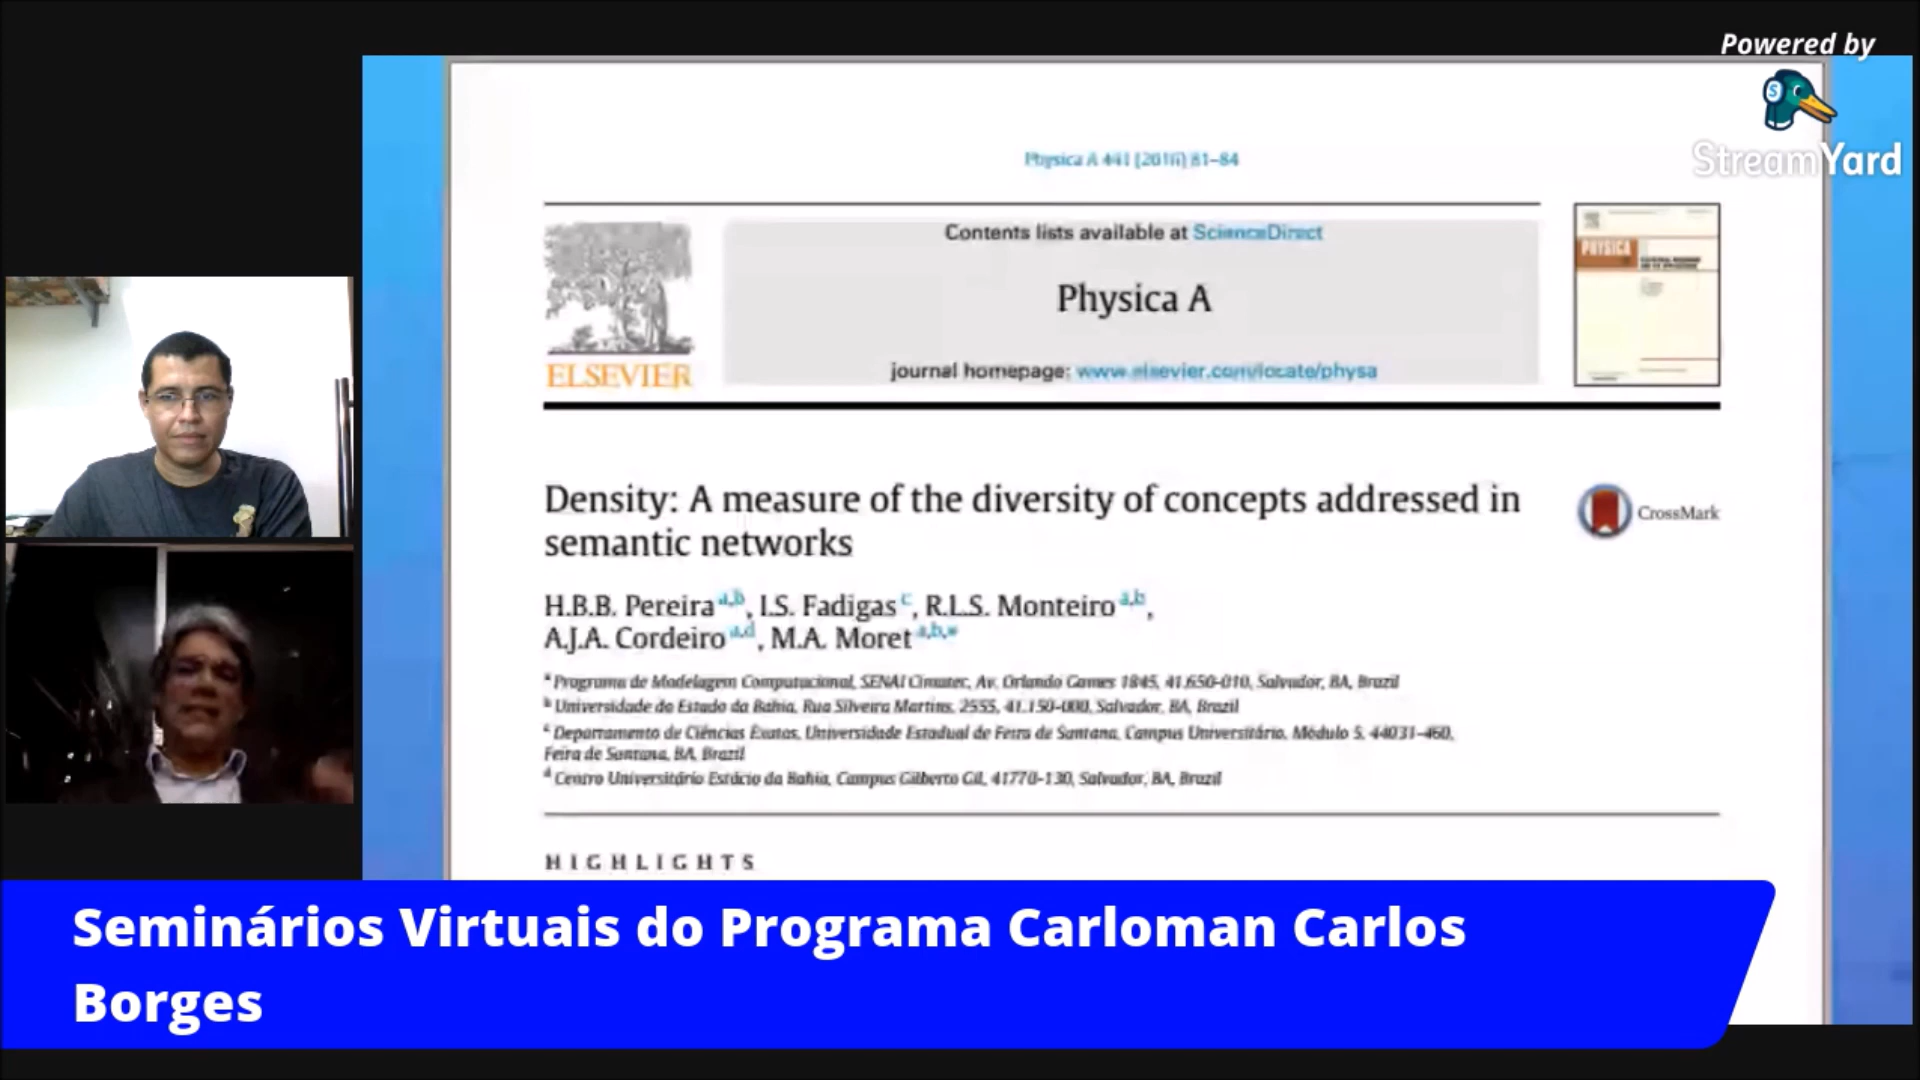 Powered by
StreamYard
Physica A 441 (2016) 81–84
Contents lists available at ScienceDirect
Physica A
journal homepage: www.elsevier.com/locate/physa
ELSEVIER
PHYSICA
Density: A measure of the diversity of concepts addressed in
semantic networks
CrossMark
H.B.B. Pereira a,b, I.S. Fadigas c, R.L.S. Monteiro a,b,
A.J.A. Cordeiro a,d, M.A. Moret a,b,*
a Programa de Modelagem Computacional, SENAI Cimatec, Av. Orlando Gomes 1845, 41.650-010, Salvador, BA, Brazil
b Universidade do Estado da Bahia, Rua Silveira Martins, 2555, 41.150-000, Salvador, BA, Brazil
c Departamento de Ciências Exatas, Universidade Estadual de Feira de Santana, Campus Universitário, Módulo 5, 44031-460,
Feira de Santana, BA, Brazil
d Centro Universitário Estácio da Bahia, Campus Gilberto Gil, 41770-130, Salvador, BA, Brazil
HIGHLIGHTS
Seminários Virtuais do Programa Carloman Carlos
Borges